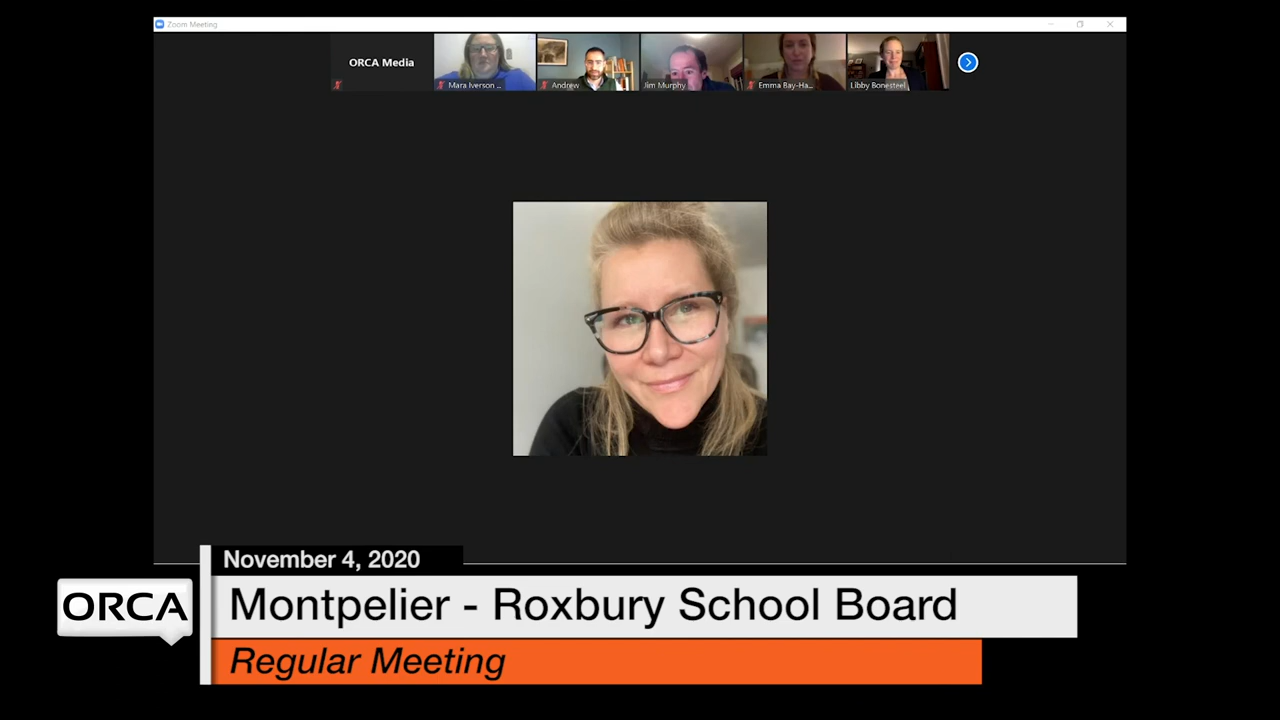 Zoom Meeting
ORCA Media
Mara Iverson ...
Andrew
Jim Murphy
Emma Bay-Ha...
Libby Bonesteel
November 4, 2020
ORCA
Montpelier - Roxbury School Board
Regular Meeting